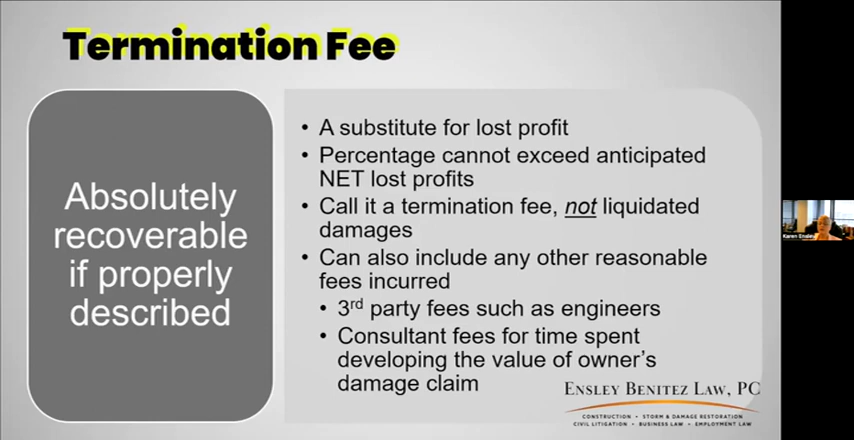 Termination Fee
Absolutely
recoverable
if properly
described
• A substitute for lost profit
• Percentage cannot exceed anticipated
NET lost profits
• Call it a termination fee, not liquidated
damages
• Can also include any other reasonable
fees incurred
• 3rd party fees such as engineers
• Consultant fees for time spent
developing the value of owner's
damage claim
ENSLEY BENITEZ LAW, PC
CONSTRUCTION • STORM & DAMAGE RESTORATION
CIVIL LITIGATION • BUSINESS LAW • EMPLOYMENT LAW
Karen Ensley